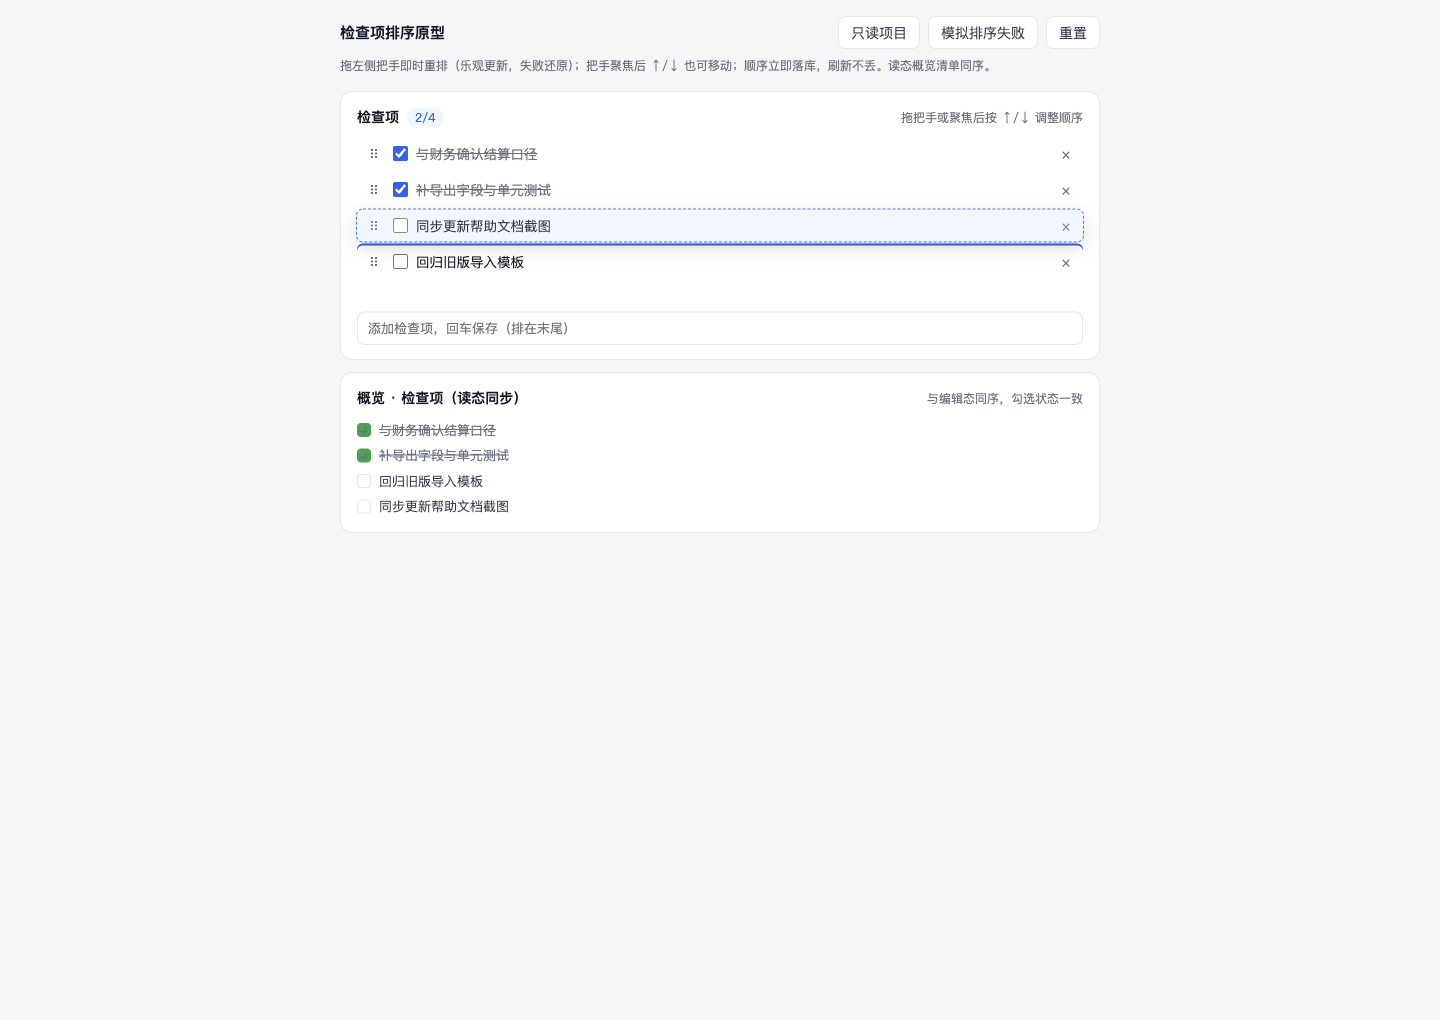 检查项排序原型
只读项目
模拟排序失败
重置
拖左侧把手即时重排（乐观更新，失败还原）；把手聚焦后 ↑/↓ 也可移动；顺序立即落库，刷新不丢。读态概览清单同序。
检查项 2/4
拖把手或聚焦后按 ↑/↓ 调整顺序
与财务确认结算口径 ×
补导出字段与单元测试 ×
同步更新帮助文档截图 ×
回归旧版导入模板 ×
添加检查项，回车保存（排在末尾）
概览 · 检查项（读态同步）
与编辑态同序，勾选状态一致
与财务确认结算口径
补导出字段与单元测试
回归旧版导入模板
同步更新帮助文档截图